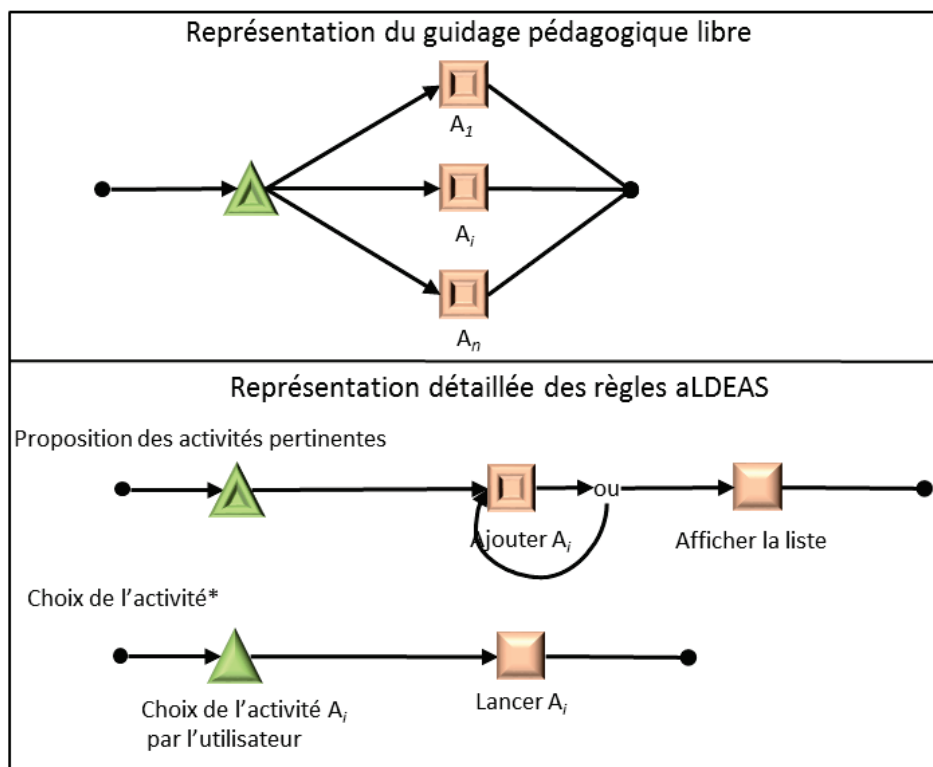 Représentation du guidage pédagogique libre
A1
Ai
An
Représentation détaillée des règles aLDEAS
Proposition des activités pertinentes
ou
Ajouter Ai
Afficher la liste
Choix de l’activité*
Choix de l’activité Ai
par l’utilisateur
Lancer Ai